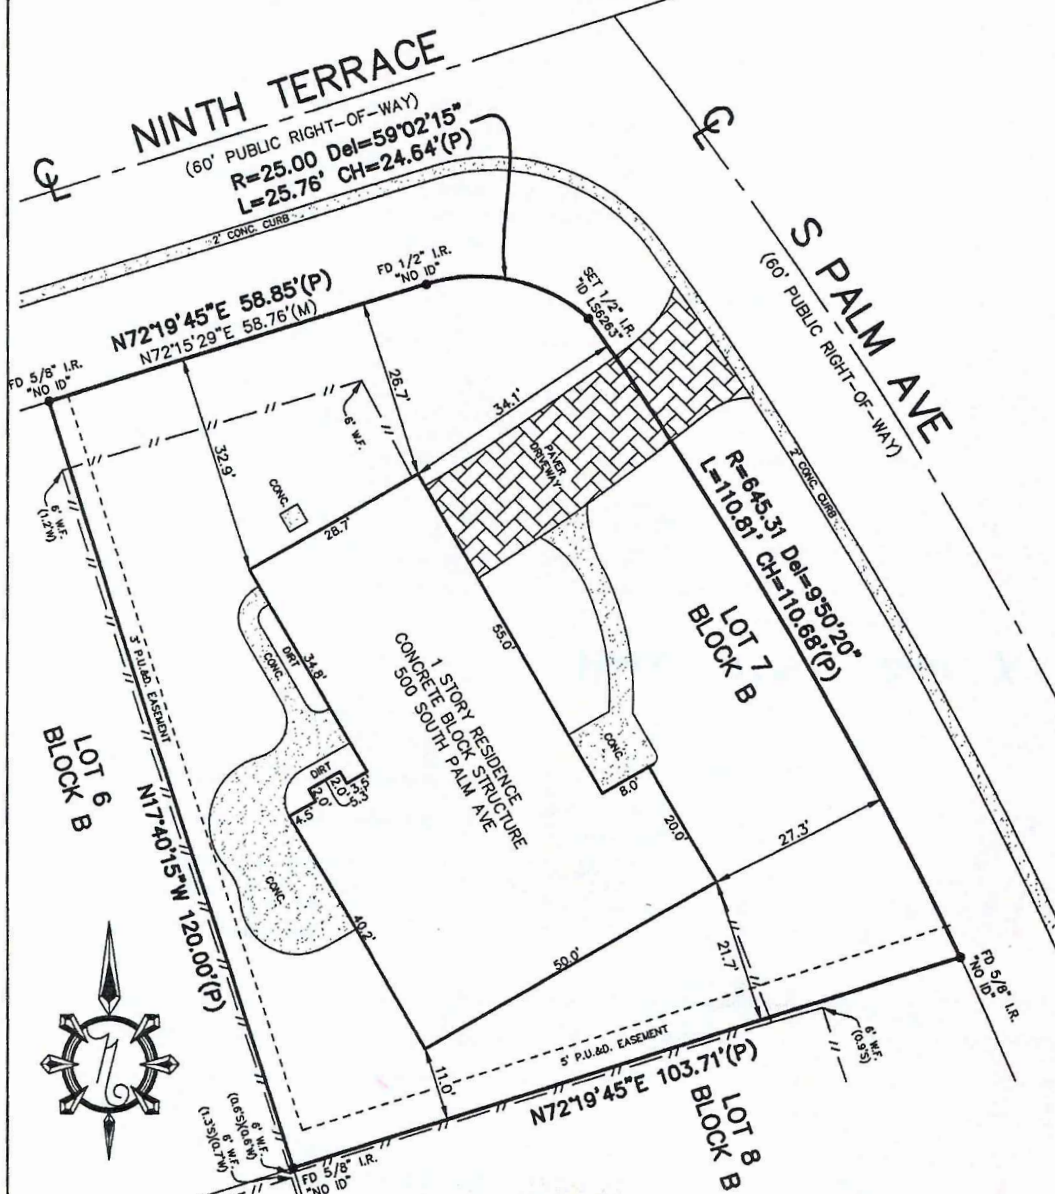 NINTH TERRACE
(60' PUBLIC RIGHT-OF-WAY)
R=25.00 Del=59°02'15"
L=25.76' CH=24.64'(P)
2' CONC. CURB
CL
CL
S PALM AVE
(60' PUBLIC RIGHT-OF-WAY)
2' CONC. CURB
FD 1/2" I.R.
"NO ID"
SET 1/2" I.R.
"ID LS6263"
N72°19'45"E 58.85'(P)
N72°15'29"E 58.76'(M)
FD 5/8" I.R.
"NO ID"
26.7'
34.1'
6' W.F.
32.9'
PAVER
DRIVEWAY
6' W.F.
(1.2'W)
CONC.
28.7'
R=645.31 Del=9°50'20"
L=110.81' CH=110.68'(P)
LOT 7
BLOCK B
55.0'
DIRT
34.8'
CONC.
3' P.U.&D. EASEMENT
1 STORY RESIDENCE
CONCRETE BLOCK STRUCTURE
500 SOUTH PALM AVE
LOT 6
BLOCK B
CONC.
DIRT
3.5'
5.3'
2.0'
2.0'
4.5'
8.0'
20.0'
27.3'
N17°40'15"W 120.00'(P)
CONC.
40.2'
50.0'
21.7'
FD 5/8" I.R.
"NO ID"
5' P.U.&D. EASEMENT
6' W.F.
(0.9'S)
11.0'
N72°19'45"E 103.71'(P)
LOT 8
BLOCK B
6' W.F.
(0.6'S)(0.6'W)
6' W.F.
(1.3'S)(0.7'W)
FD 5/8" I.R.
"NO ID"